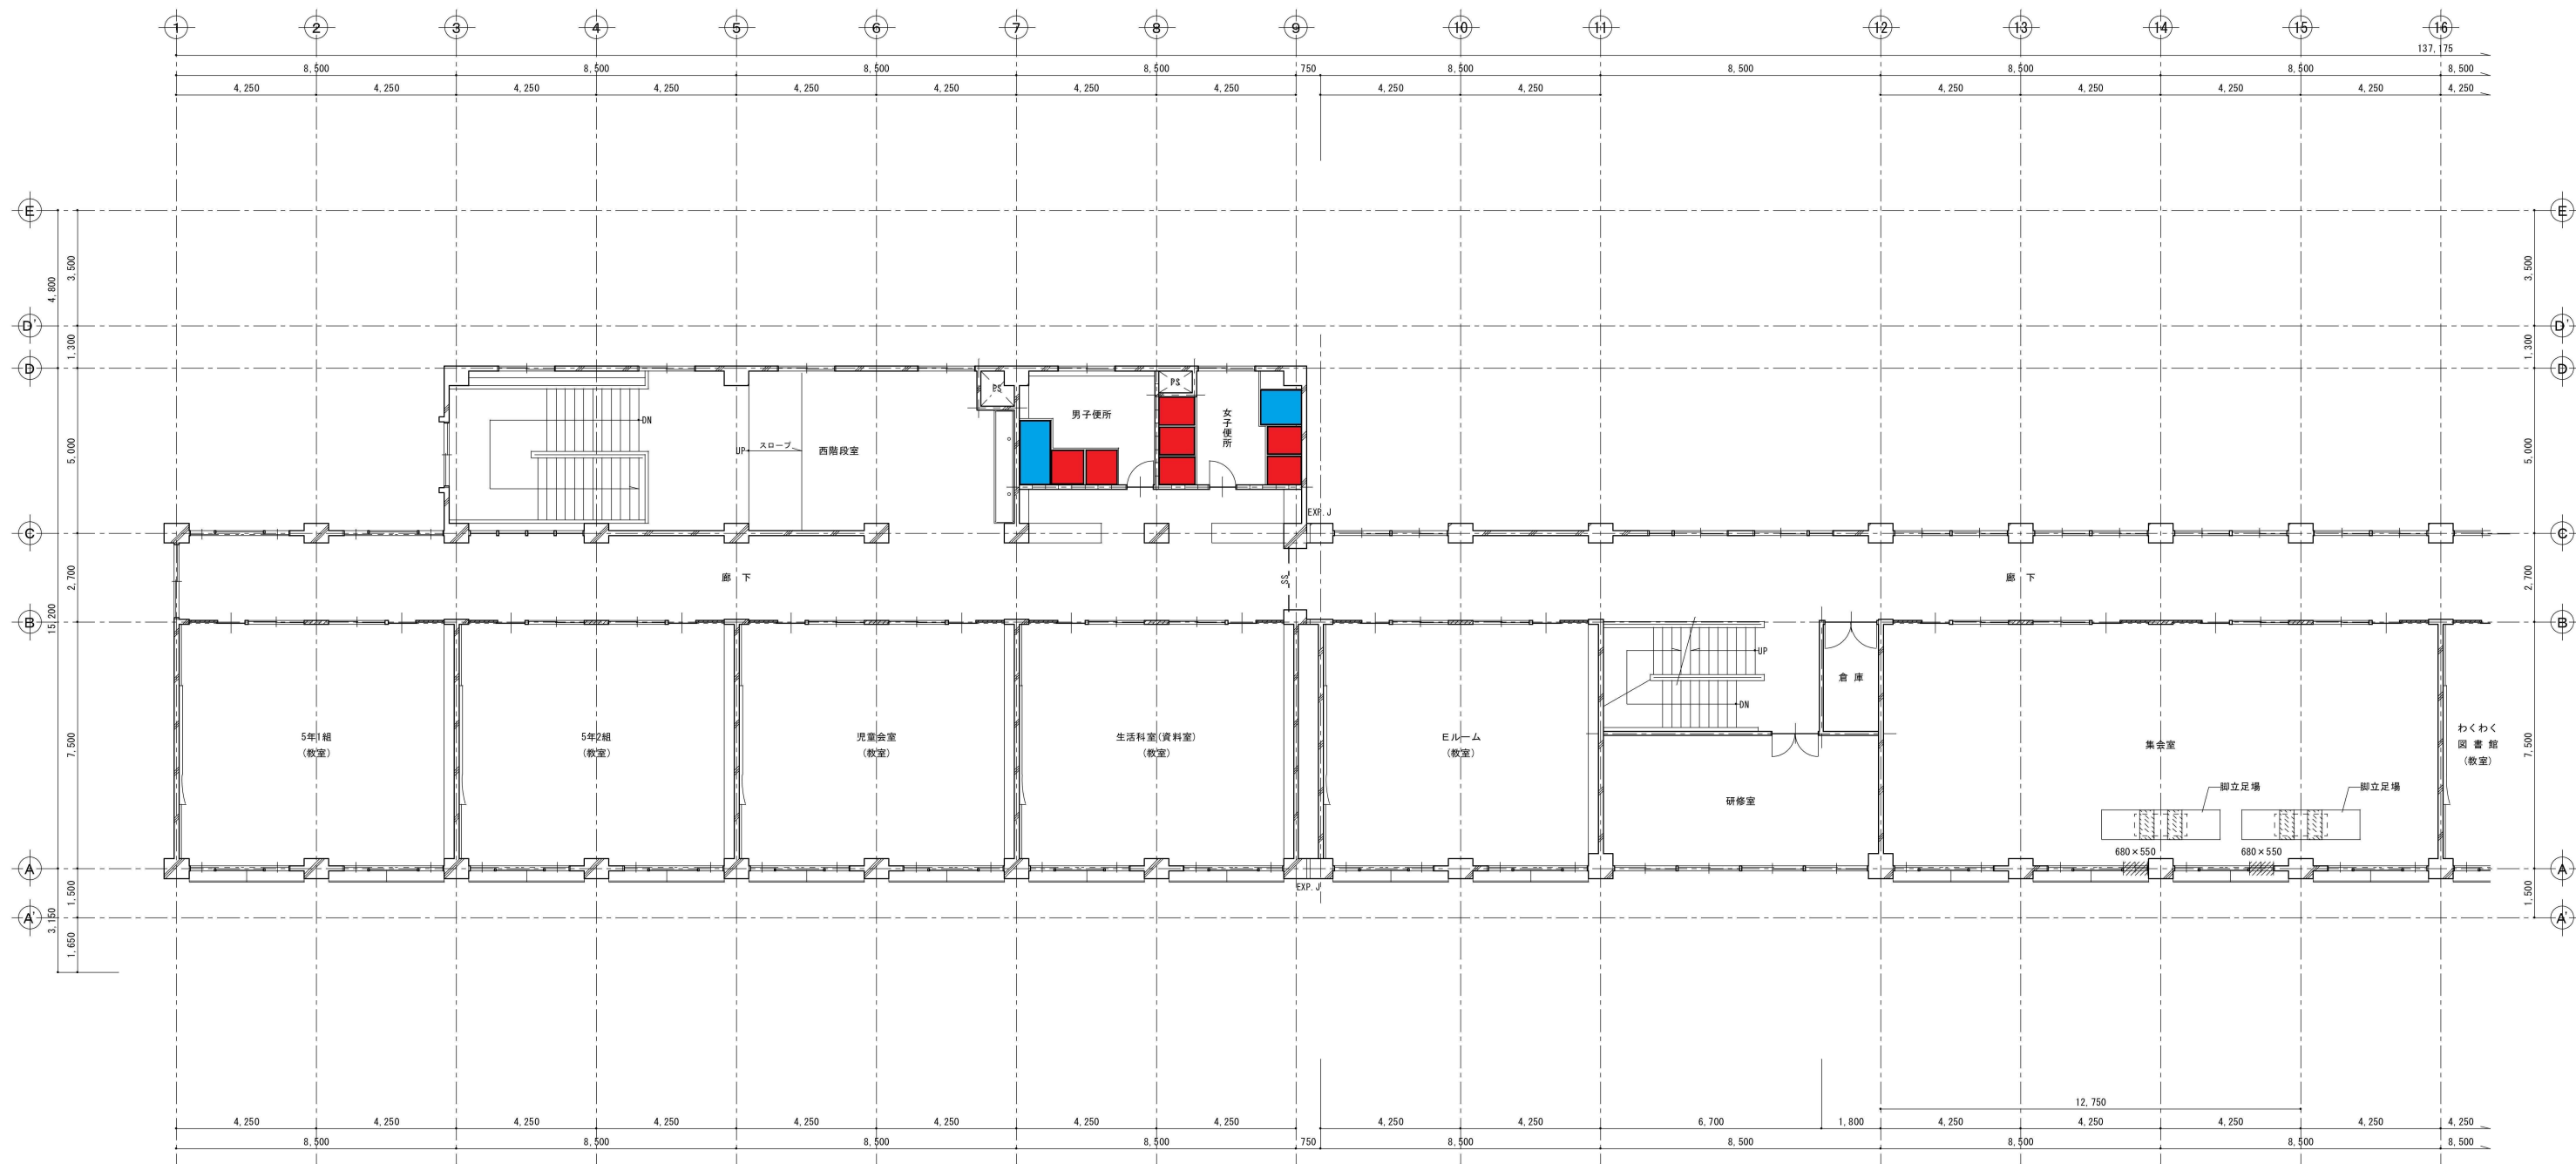 1 2 3 4 5 6 7 8 9 10 11 12 13 14 15 16
137,175
8,500 8,500 8,500 8,500 750 8,500 8,500 8,500 8,500 8,500
4,250 4,250 4,250 4,250 4,250 4,250 4,250 4,250 4,250 4,250 4,250 4,250 4,250 4,250 4,250
E E
3,500 4,800 3,500
D' D'
1,300 1,300
D D
PS PS
男子便所 女子便所
DN
UP スロープ 西階段室
5,000 5,000
EXP.J
C C
2,700 廊 下 SS 廊 下 2,700
15,200
B B
UP
倉 庫
DN
7,500 7,500
5年1組
(教室)
5年2組
(教室)
児童会室
(教室)
生活科室(資料室)
(教室)
Eルーム
(教室)
研修室
集会室
わくわく
図 書 館
(教室)
脚立足場 脚立足場
680×550 680×550
A A
EXP.J
1,500 1,500
3,150
A' A'
1,650
12,750
4,250 4,250 4,250 4,250 4,250 4,250 4,250 4,250 4,250 4,250 6,700 1,800 4,250 4,250 4,250 4,250 4,250
8,500 8,500 8,500 8,500 750 8,500 8,500 8,500 8,500 8,500